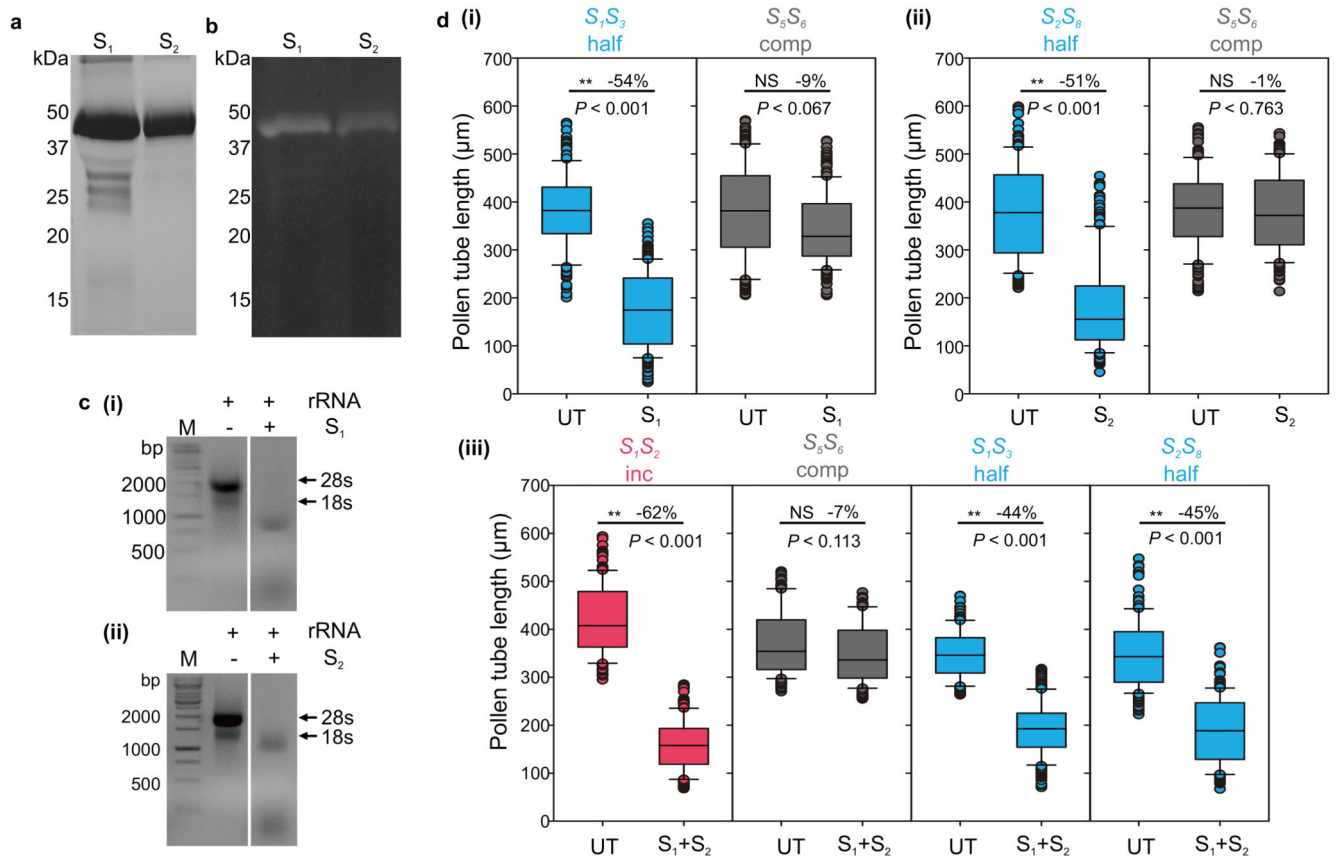 a
S₁ S₂
kDa
50
37
25
20
15
b
S₁ S₂
kDa
50
37
25
20
15
c (i)
+ + rRNA
M - + S₁
bp
2000
1000
500
28s
18s
(ii)
+ + rRNA
M - + S₂
bp
2000
1000
500
28s
18s
d (i)
S₁S₃ S₅S₆
half comp
Pollen tube length (µm)
700
600
500
400
300
200
100
0
** -54%
P < 0.001
NS -9%
P < 0.067
UT S₁ UT S₁
(ii)
S₂S₈ S₅S₆
half comp
Pollen tube length (µm)
700
600
500
400
300
200
100
0
** -51%
P < 0.001
NS -1%
P < 0.763
UT S₂ UT S₂
(iii)
S₁S₂ S₅S₆ S₁S₃ S₂S₈
inc comp half half
Pollen tube length (µm)
700
600
500
400
300
200
100
0
** -62%
P < 0.001
NS -7%
P < 0.113
** -44%
P < 0.001
** -45%
P < 0.001
UT S₁+S₂ UT S₁+S₂ UT S₁+S₂ UT S₁+S₂